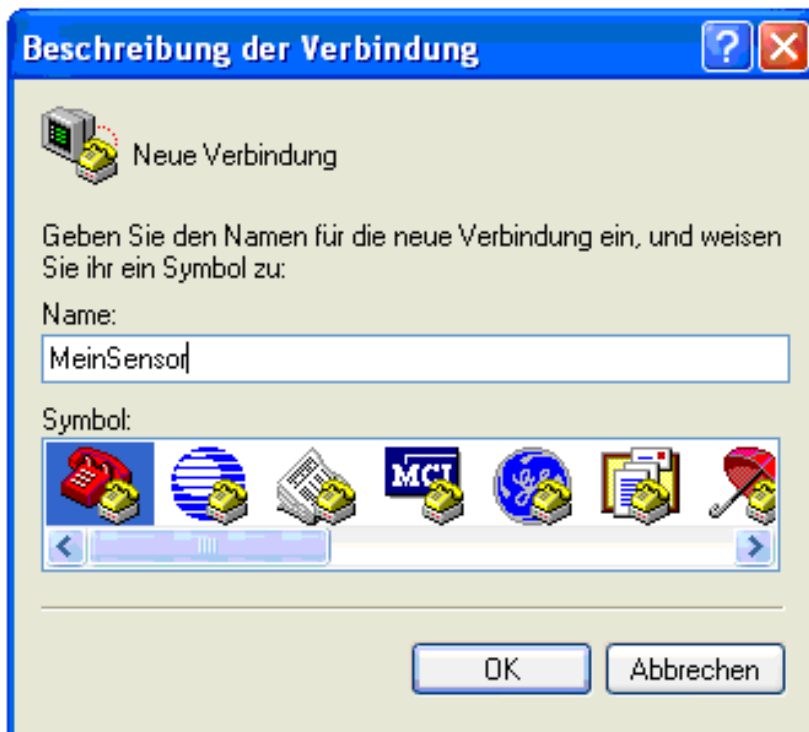 Beschreibung der Verbindung
Neue Verbindung
Geben Sie den Namen für die neue Verbindung ein, und weisen
Sie ihr ein Symbol zu:
Name:
MeinSensor
Symbol:
MCI
OK
Abbrechen